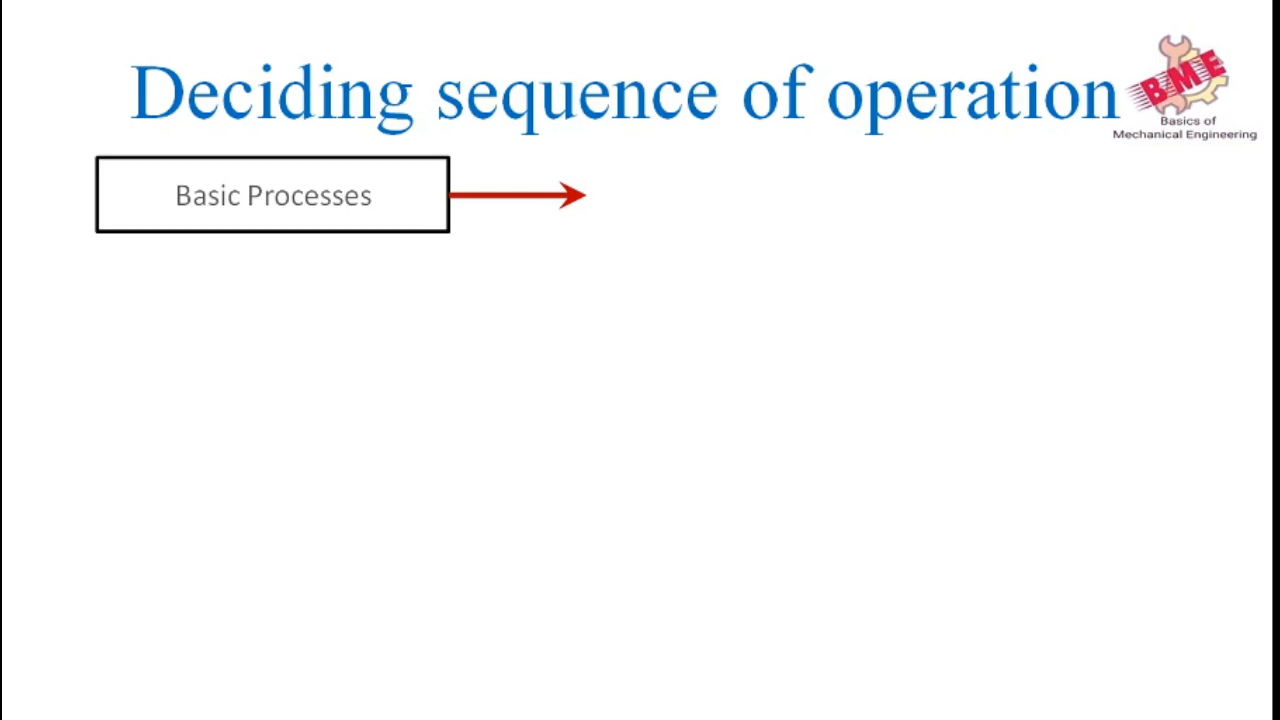 Deciding sequence of operation
BME
Basics of
Mechanical Engineering
Basic Processes